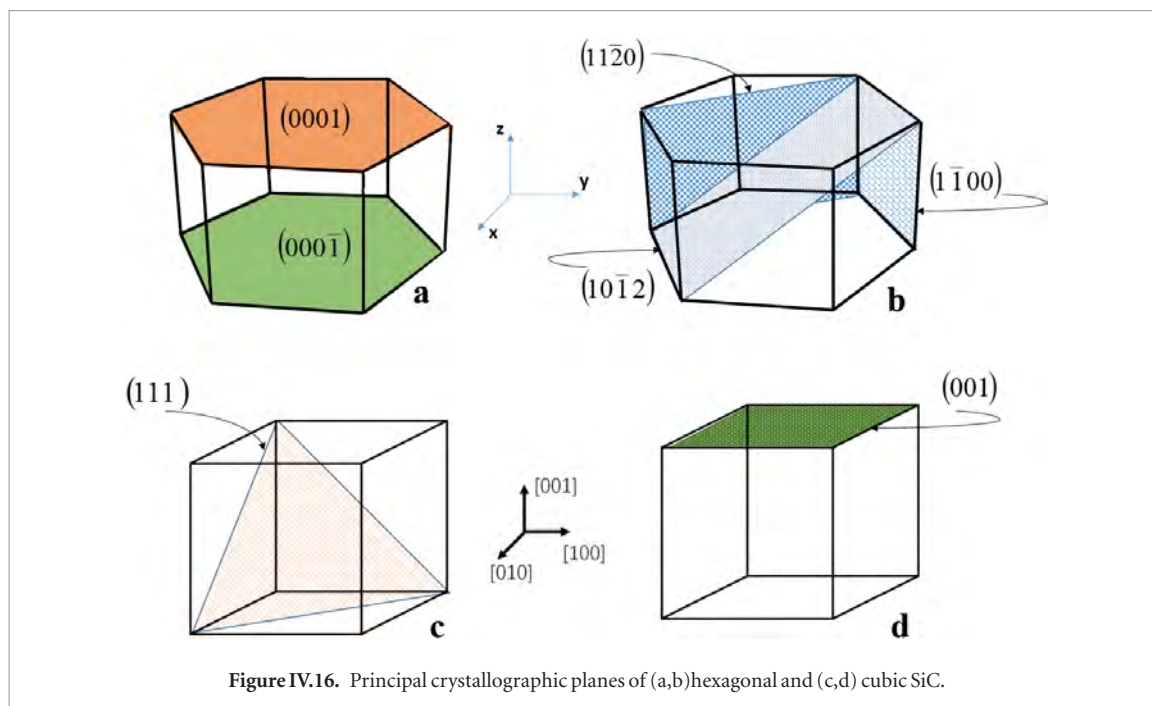 (112̅0)
(0001)
z
y
x
(11̅00)
(0001̅)
(101̅2)
a
b
(111)
(001)
[001]
[100]
[010]
c
d
Figure IV.16. Principal crystallographic planes of (a,b)hexagonal and (c,d) cubic SiC.